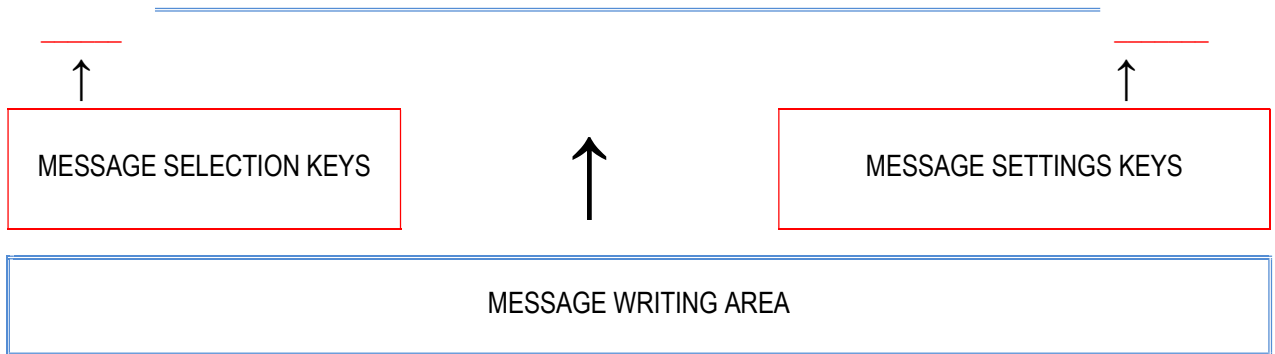 MESSAGE SELECTION KEYS
MESSAGE SETTINGS KEYS
MESSAGE WRITING AREA